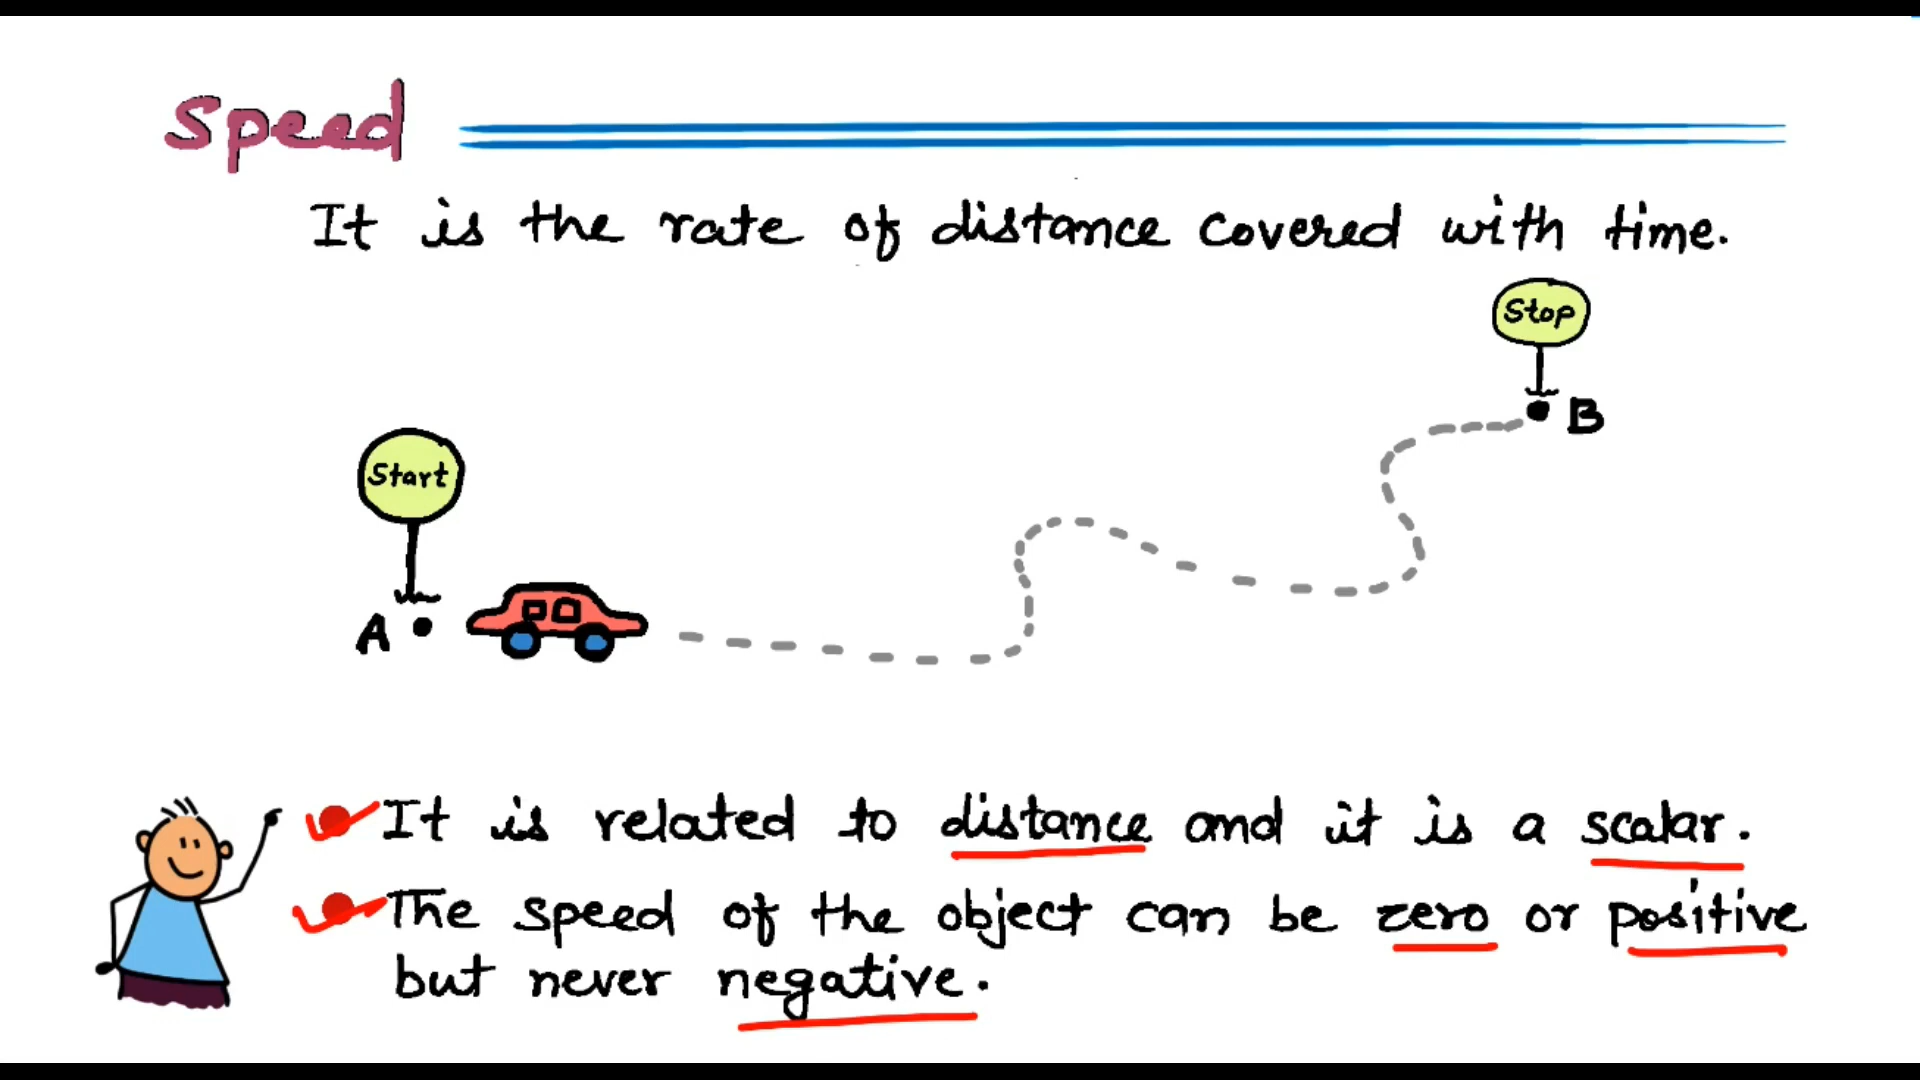 Speed
It is the rate of distance covered with time.
Stop
B
Start
A
It is related to distance and it is a scalar.
The speed of the object can be zero or positive
but never negative.